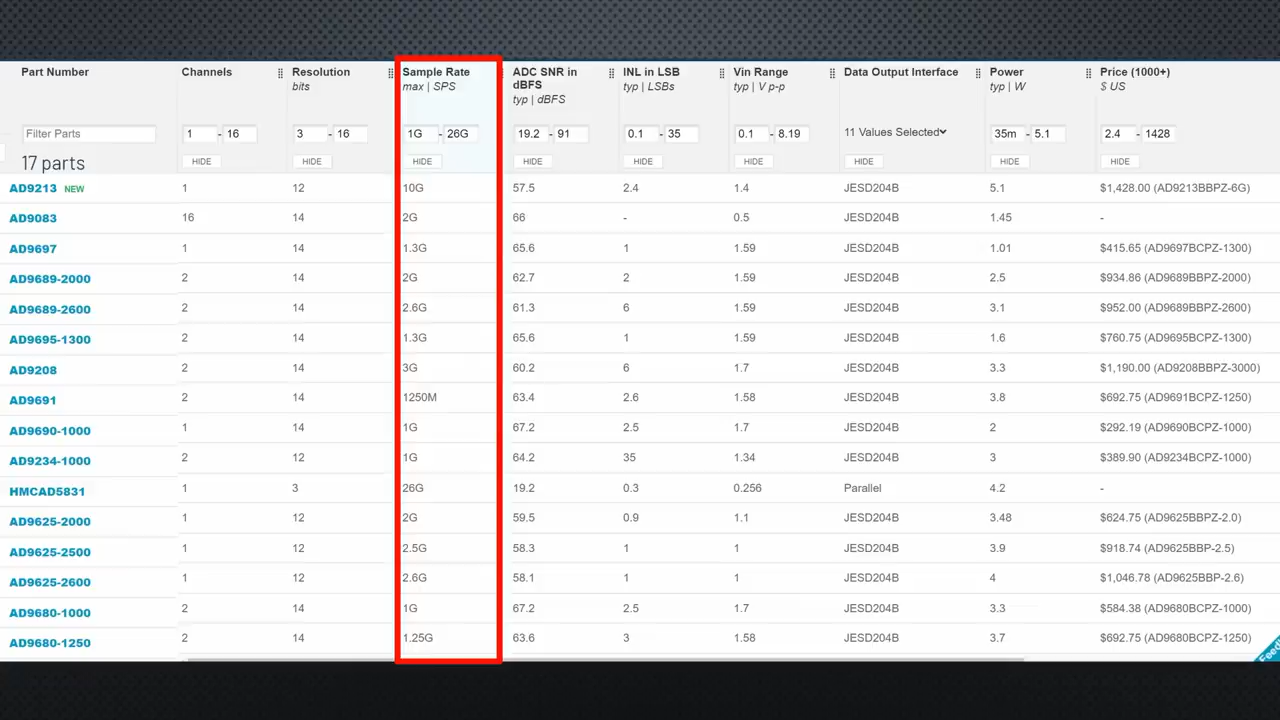 Part Number Channels Resolution Sample Rate ADC SNR in INL in LSB Vin Range Data Output Interface Power Price (1000+)
bits max | SPS dBFS typ | LSBs typ | V p-p typ | W $ US
typ | dBFS
Filter Parts 1 - 16 3 - 16 1G - 26G 19.2 - 91 0.1 - 35 0.1 - 8.19 11 Values Selected 35m - 5.1 2.4 - 1428
17 parts HIDE HIDE HIDE HIDE HIDE HIDE HIDE HIDE HIDE
AD9213 NEW 1 12 10G 57.5 2.4 1.4 JESD204B 5.1 $1,428.00 (AD9213BBPZ-6G)
AD9083 16 14 2G 66 - 0.5 JESD204B 1.45 -
AD9697 1 14 1.3G 65.6 1 1.59 JESD204B 1.01 $415.65 (AD9697BCPZ-1300)
AD9689-2000 2 14 2G 62.7 2 1.59 JESD204B 2.5 $934.86 (AD9689BBPZ-2000)
AD9689-2600 2 14 2.6G 61.3 6 1.59 JESD204B 3.1 $952.00 (AD9689BBPZ-2600)
AD9695-1300 2 14 1.3G 65.6 1 1.59 JESD204B 1.6 $760.75 (AD9695BCPZ-1300)
AD9208 2 14 3G 60.2 6 1.7 JESD204B 3.3 $1,190.00 (AD9208BBPZ-3000)
AD9691 2 14 1250M 63.4 2.6 1.58 JESD204B 3.8 $692.75 (AD9691BCPZ-1250)
AD9690-1000 1 14 1G 67.2 2.5 1.7 JESD204B 2 $292.19 (AD9690BCPZ-1000)
AD9234-1000 2 12 1G 64.2 35 1.34 JESD204B 3 $389.90 (AD9234BCPZ-1000)
HMCAD5831 1 3 26G 19.2 0.3 0.256 Parallel 4.2 -
AD9625-2000 1 12 2G 59.5 0.9 1.1 JESD204B 3.48 $624.75 (AD9625BBPZ-2.0)
AD9625-2500 1 12 2.5G 58.3 1 1 JESD204B 3.9 $918.74 (AD9625BBP-2.5)
AD9625-2600 1 12 2.6G 58.1 1 1 JESD204B 4 $1,046.78 (AD9625BBP-2.6)
AD9680-1000 2 14 1G 67.2 2.5 1.7 JESD204B 3.3 $584.38 (AD9680BCPZ-1000)
AD9680-1250 2 14 1.25G 63.6 3 1.58 JESD204B 3.7 $692.75 (AD9680BCPZ-1250)